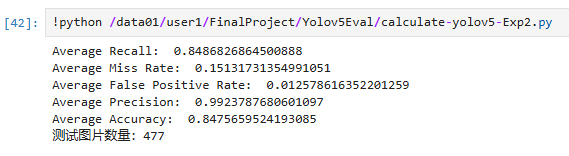 [42]: !python /data01/user1/FinalProject/Yolov5Eval/calculate-yolov5-Exp2.py
Average Recall:  0.8486826864500888
Average Miss Rate:  0.15131731354991051
Average False Positive Rate:  0.012578616352201259
Average Precision:  0.9923787680601097
Average Accuracy:  0.8475659524193085
测试图片数量: 477